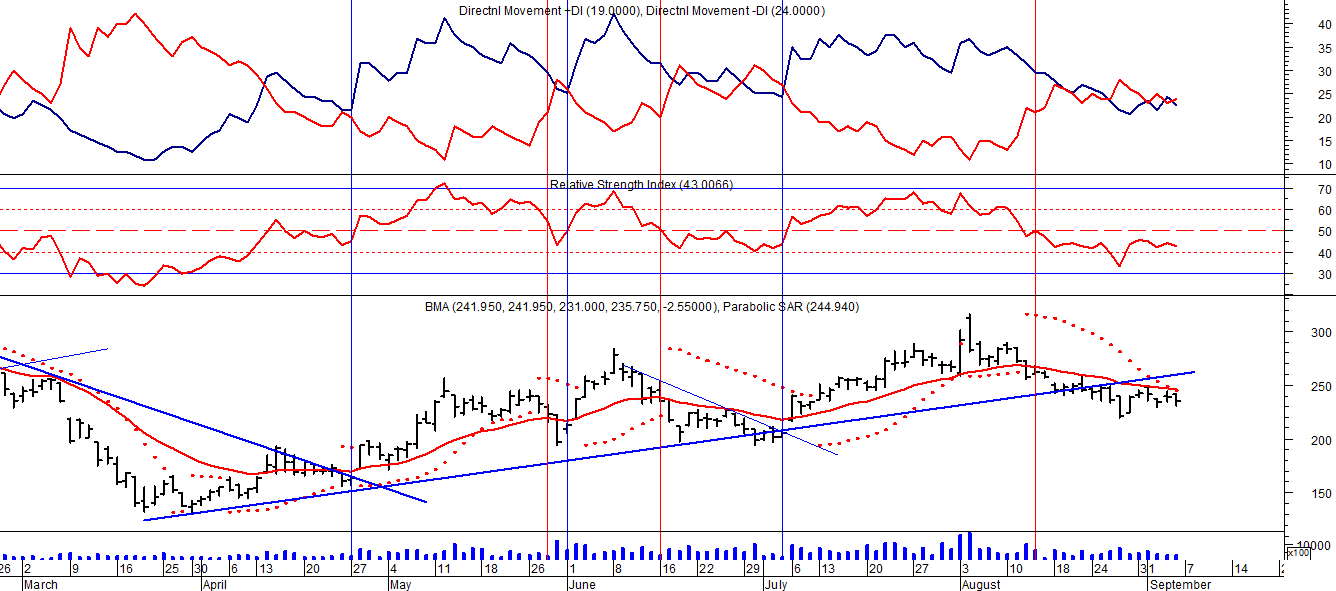 Directnl Movement +DI (19.0000), Directnl Movement -DI (24.0000)
40
35
30
25
20
15
10
Relative Strength Index (43.0066)
70
60
50
40
30
BMA (241.950, 241.950, 231.000, 235.750, -2.55000), Parabolic SAR (244.940)
300
250
200
150
10000
x100
26 2 9 16 25 30 6 13 20 27 4 11 18 26 1 8 16 22 29 6 13 20 27 3 10 18 24 31 7 14
March April May June July August September